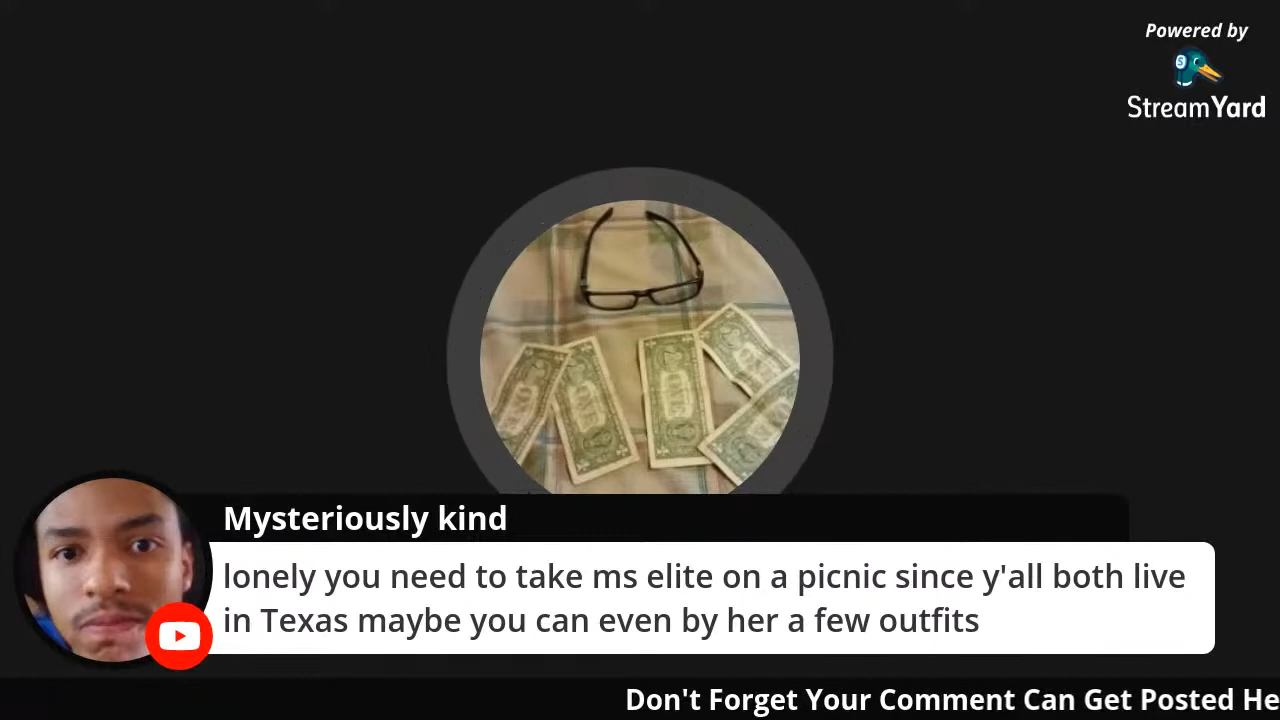 Powered by
StreamYard
Mysteriously kind
lonely you need to take ms elite on a picnic since y'all both live
in Texas maybe you can even by her a few outfits
Don't Forget Your Comment Can Get Posted He